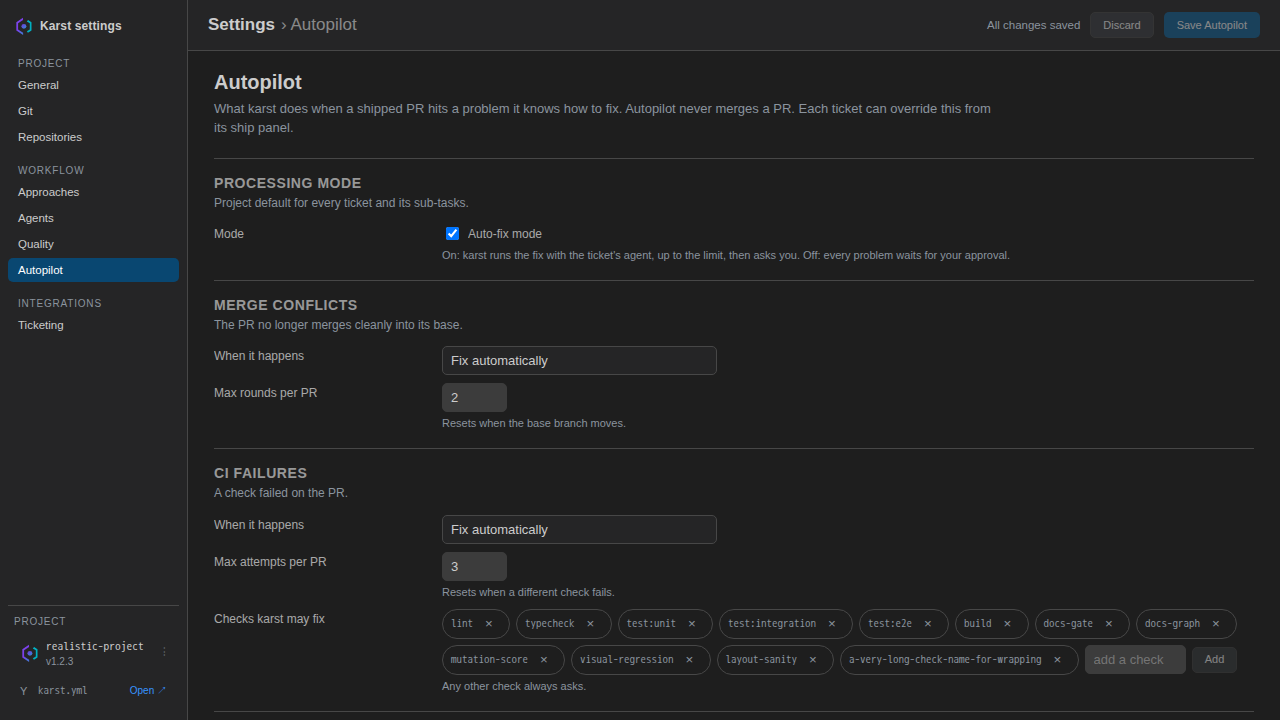 Karst settings
Settings › Autopilot
All changes saved
Discard
Save Autopilot
PROJECT
General
Git
Repositories
WORKFLOW
Approaches
Agents
Quality
Autopilot
INTEGRATIONS
Ticketing
PROJECT
realistic-project
v1.2.3
Y karst.yml
Open ↗
Autopilot
What karst does when a shipped PR hits a problem it knows how to fix. Autopilot never merges a PR. Each ticket can override this from
its ship panel.
PROCESSING MODE
Project default for every ticket and its sub-tasks.
Mode
Auto-fix mode
On: karst runs the fix with the ticket's agent, up to the limit, then asks you. Off: every problem waits for your approval.
MERGE CONFLICTS
The PR no longer merges cleanly into its base.
When it happens
Fix automatically
Max rounds per PR
2
Resets when the base branch moves.
CI FAILURES
A check failed on the PR.
When it happens
Fix automatically
Max attempts per PR
3
Resets when a different check fails.
Checks karst may fix
lint × typecheck × test:unit × test:integration × test:e2e × build × docs-gate × docs-graph ×
mutation-score × visual-regression × layout-sanity × a-very-long-check-name-for-wrapping × add a check Add
Any other check always asks.